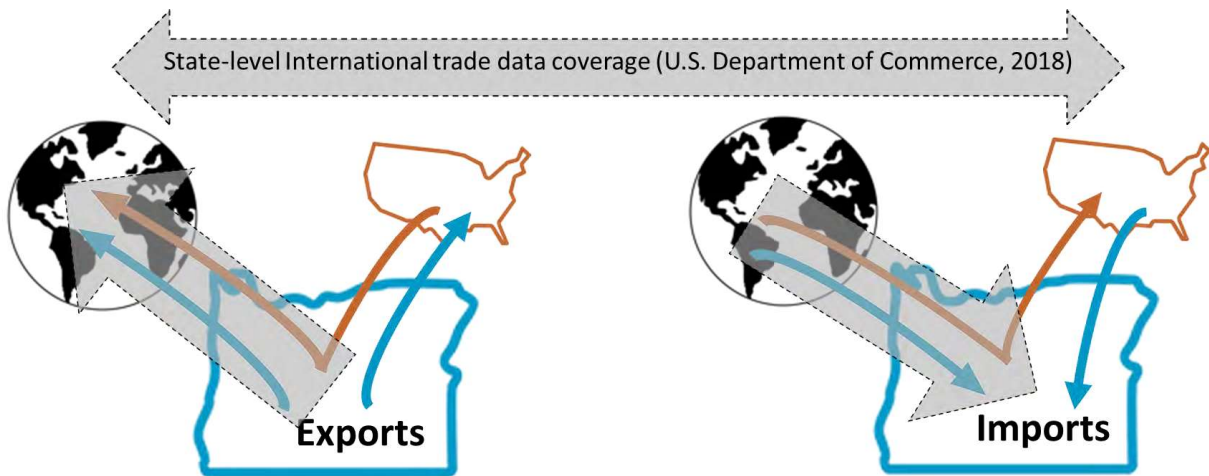 State-level International trade data coverage (U.S. Department of Commerce, 2018)
Exports
Imports